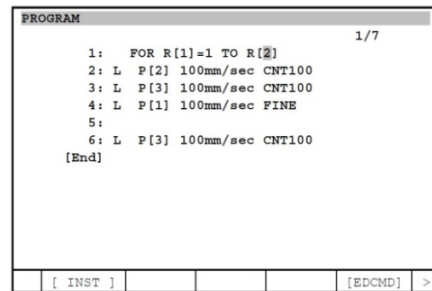 PROGRAM
1/7
1: FOR R[1]=1 TO R[2]
2: L P[2] 100mm/sec CNT100
3: L P[3] 100mm/sec CNT100
4: L P[1] 100mm/sec FINE
5:
6: L P[3] 100mm/sec CNT100
[End]
[ INST ] [EDCMD] >